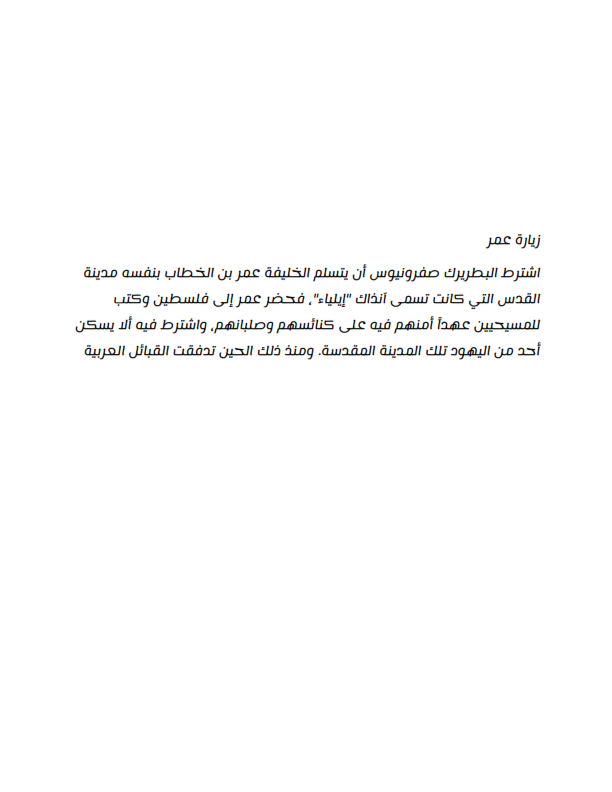 زيارة عمر
اشترط البطريرك صفرونيوس أن يتسلم الخليفة عمر بن الخطاب بنفسه مدينة
القدس التي كانت تسمى آنذاك "إيلياء"، فحضر عمر إلى فلسطين وكتب
للمسيحيين عهداً أمنهم فيه على كنائسهم وصلبانهم، واشترط فيه ألا يسكن
أحد من اليهود تلك المدينة المقدسة. ومنذ ذلك الحين تدفقت القبائل العربية